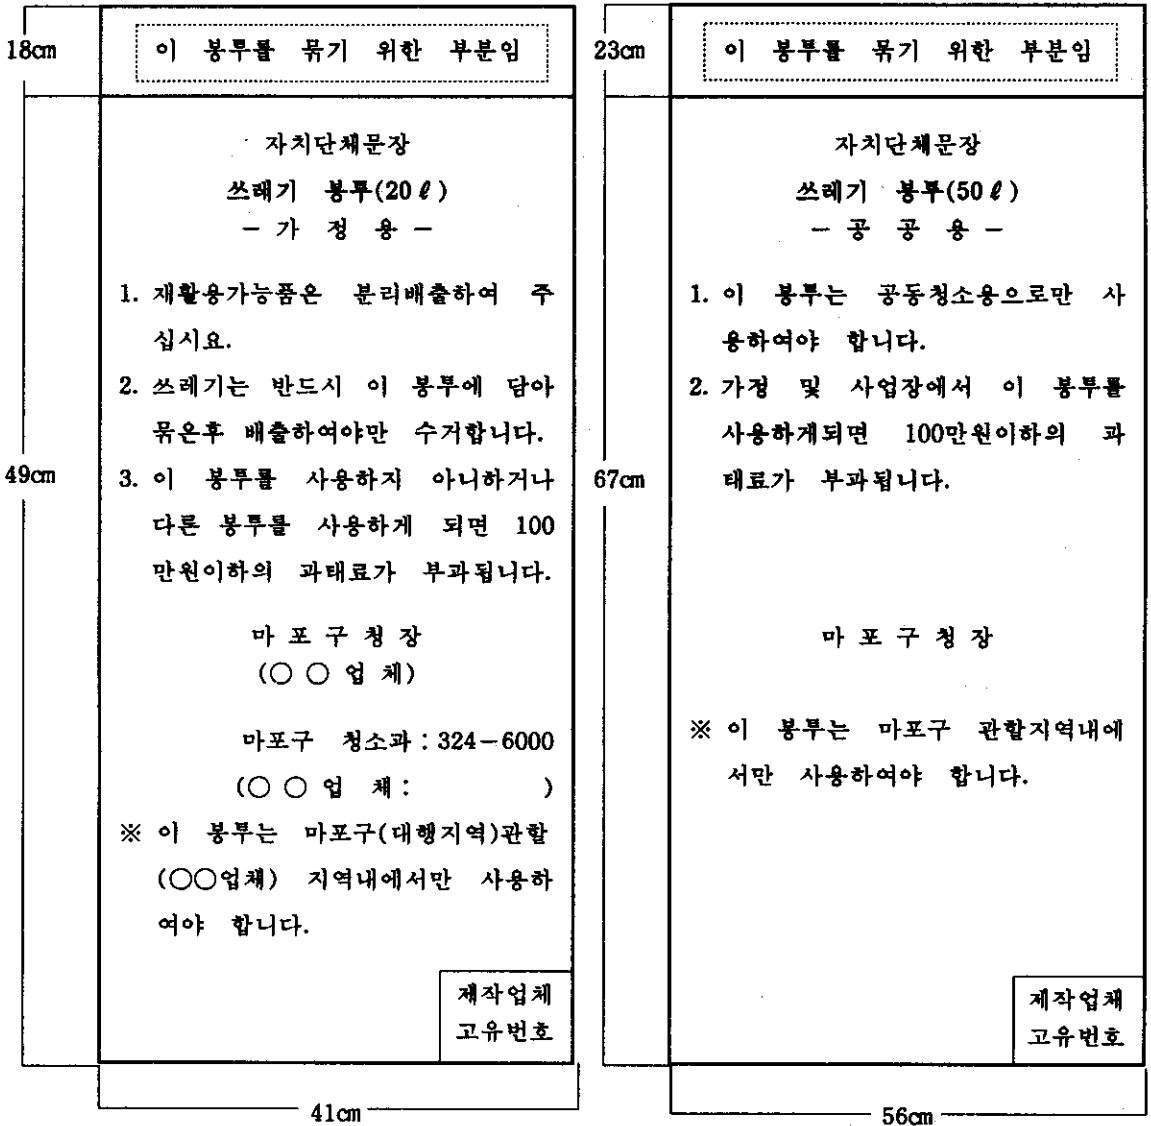 18cm
이 봉투를 묶기 위한 부분임
자치단체문장
쓰레기 봉투(20ℓ)
- 가 정 용 -
1. 재활용가능품은 분리배출하여 주
십시요.
2. 쓰레기는 반드시 이 봉투에 담아
묶은후 배출하여야만 수거합니다.
49cm
3. 이 봉투를 사용하지 아니하거나
다른 봉투를 사용하게 되면 100
만원이하의 과태료가 부과됩니다.
마 포 구 청 장
(○ ○ 업 체)
마포구 청소과 : 324-6000
(○ ○ 업 체 : )
※ 이 봉투는 마포구(대행지역)관할
(○○업체) 지역내에서만 사용하
여야 합니다.
제작업체
고유번호
41cm
23cm
이 봉투를 묶기 위한 부분임
자치단체문장
쓰레기 봉투(50ℓ)
- 공 공 용 -
1. 이 봉투는 공동청소용으로만 사
용하여야 합니다.
2. 가정 및 사업장에서 이 봉투를
사용하게되면 100만원이하의 과
태료가 부과됩니다.
67cm
마 포 구 청 장
※ 이 봉투는 마포구 관할지역내에
서만 사용하여야 합니다.
제작업체
고유번호
56cm